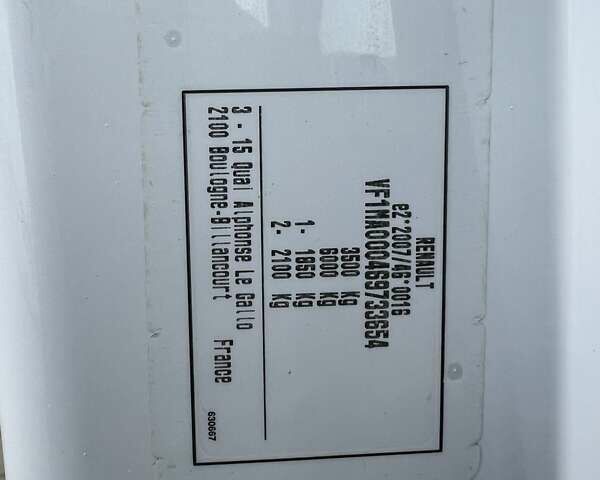 RENAULT
e2*2007//46*0016
VF1MA000469733654
3500 Kg
6000 Kg
1- 1850 Kg
2- 2100 Kg
3 - 15 Quai Alphonse Le Gallo
2100 Boulogne-Billancourt France
630667